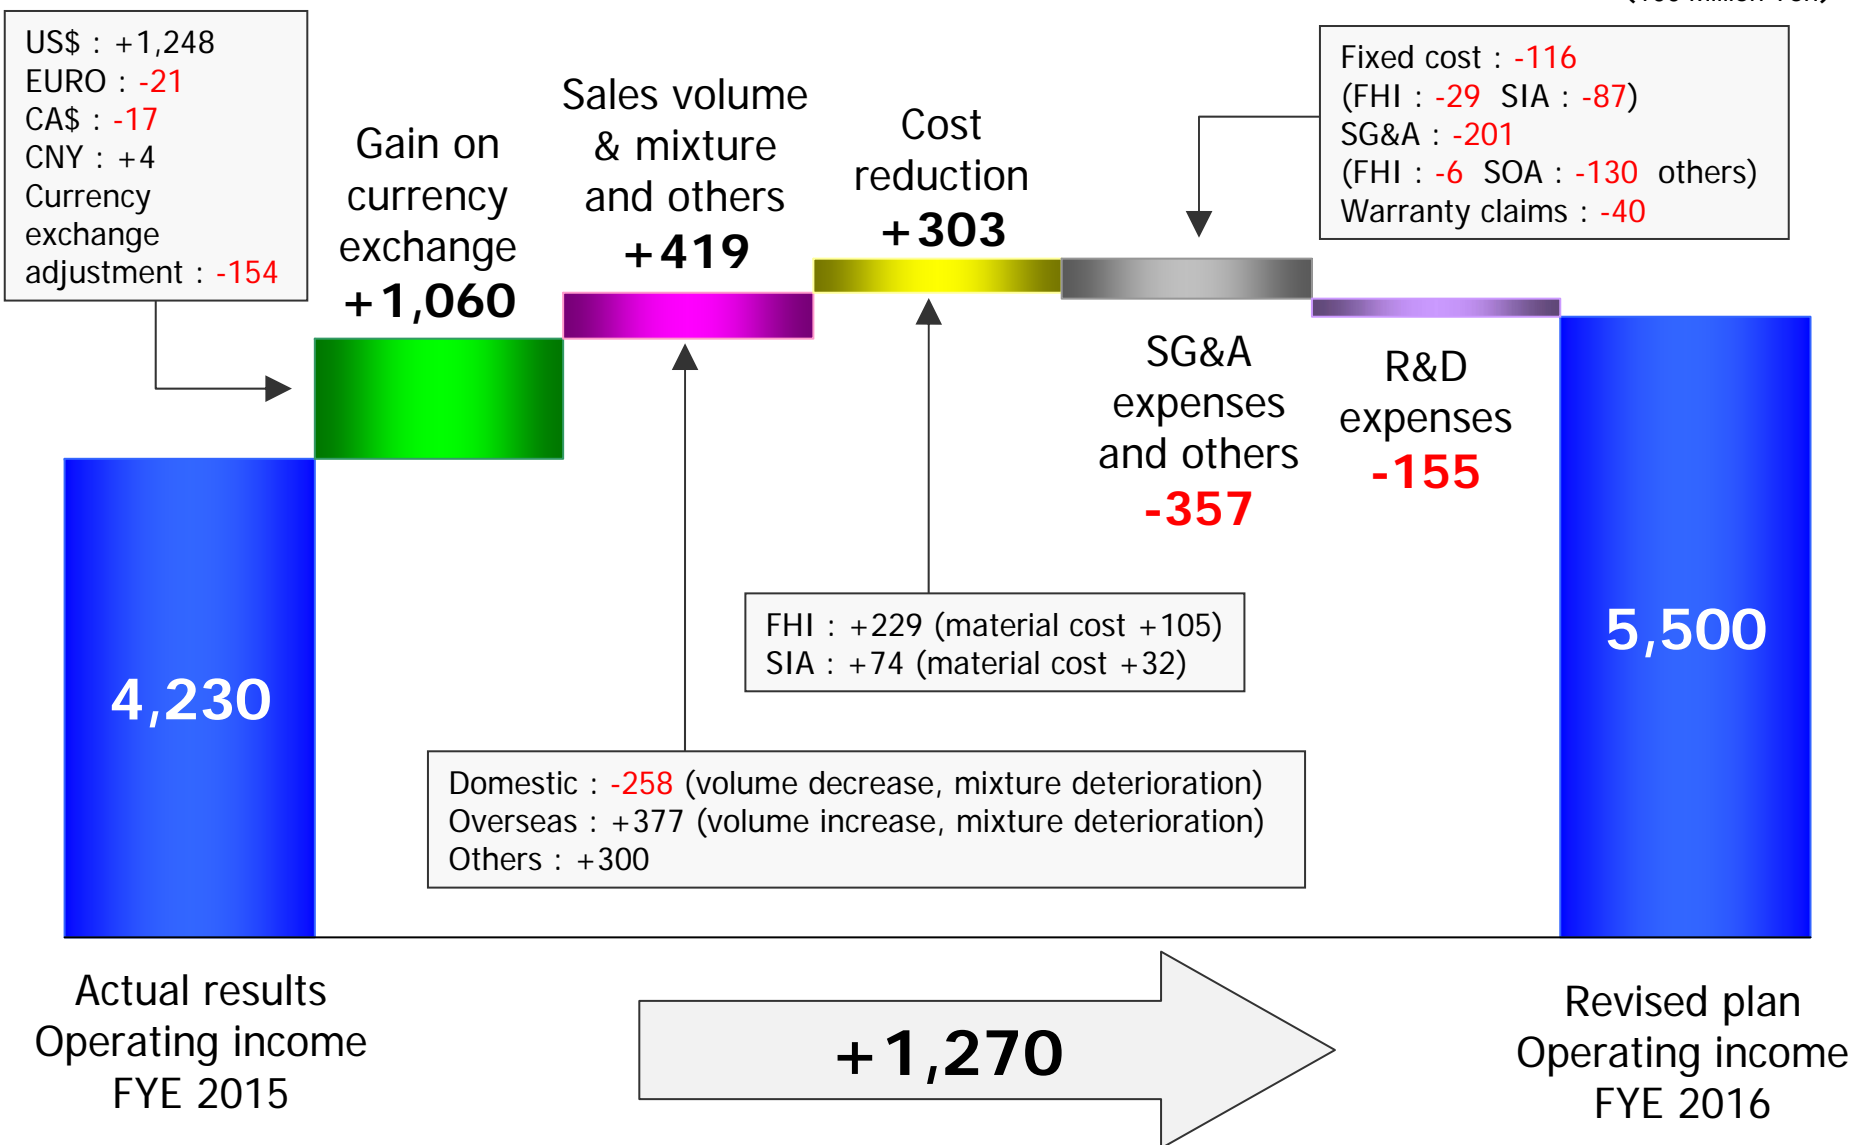 US$ : +1,248
EURO : -21
CA$ : -17
CNY : +4
Currency
exchange
adjustment : -154
Gain on
currency
exchange
+1,060
Sales volume
& mixture
and others
+419
Cost
reduction
+303
Fixed cost : -116
(FHI : -29 SIA : -87)
SG&A : -201
(FHI : -6 SOA : -130 others)
Warranty claims : -40
SG&A
expenses
and others
-357
R&D
expenses
-155
FHI : +229 (material cost +105)
SIA : +74 (material cost +32)
Domestic : -258 (volume decrease, mixture deterioration)
Overseas : +377 (volume increase, mixture deterioration)
Others : +300
4,230
5,500
Actual results
Operating income
FYE 2015
+1,270
Revised plan
Operating income
FYE 2016